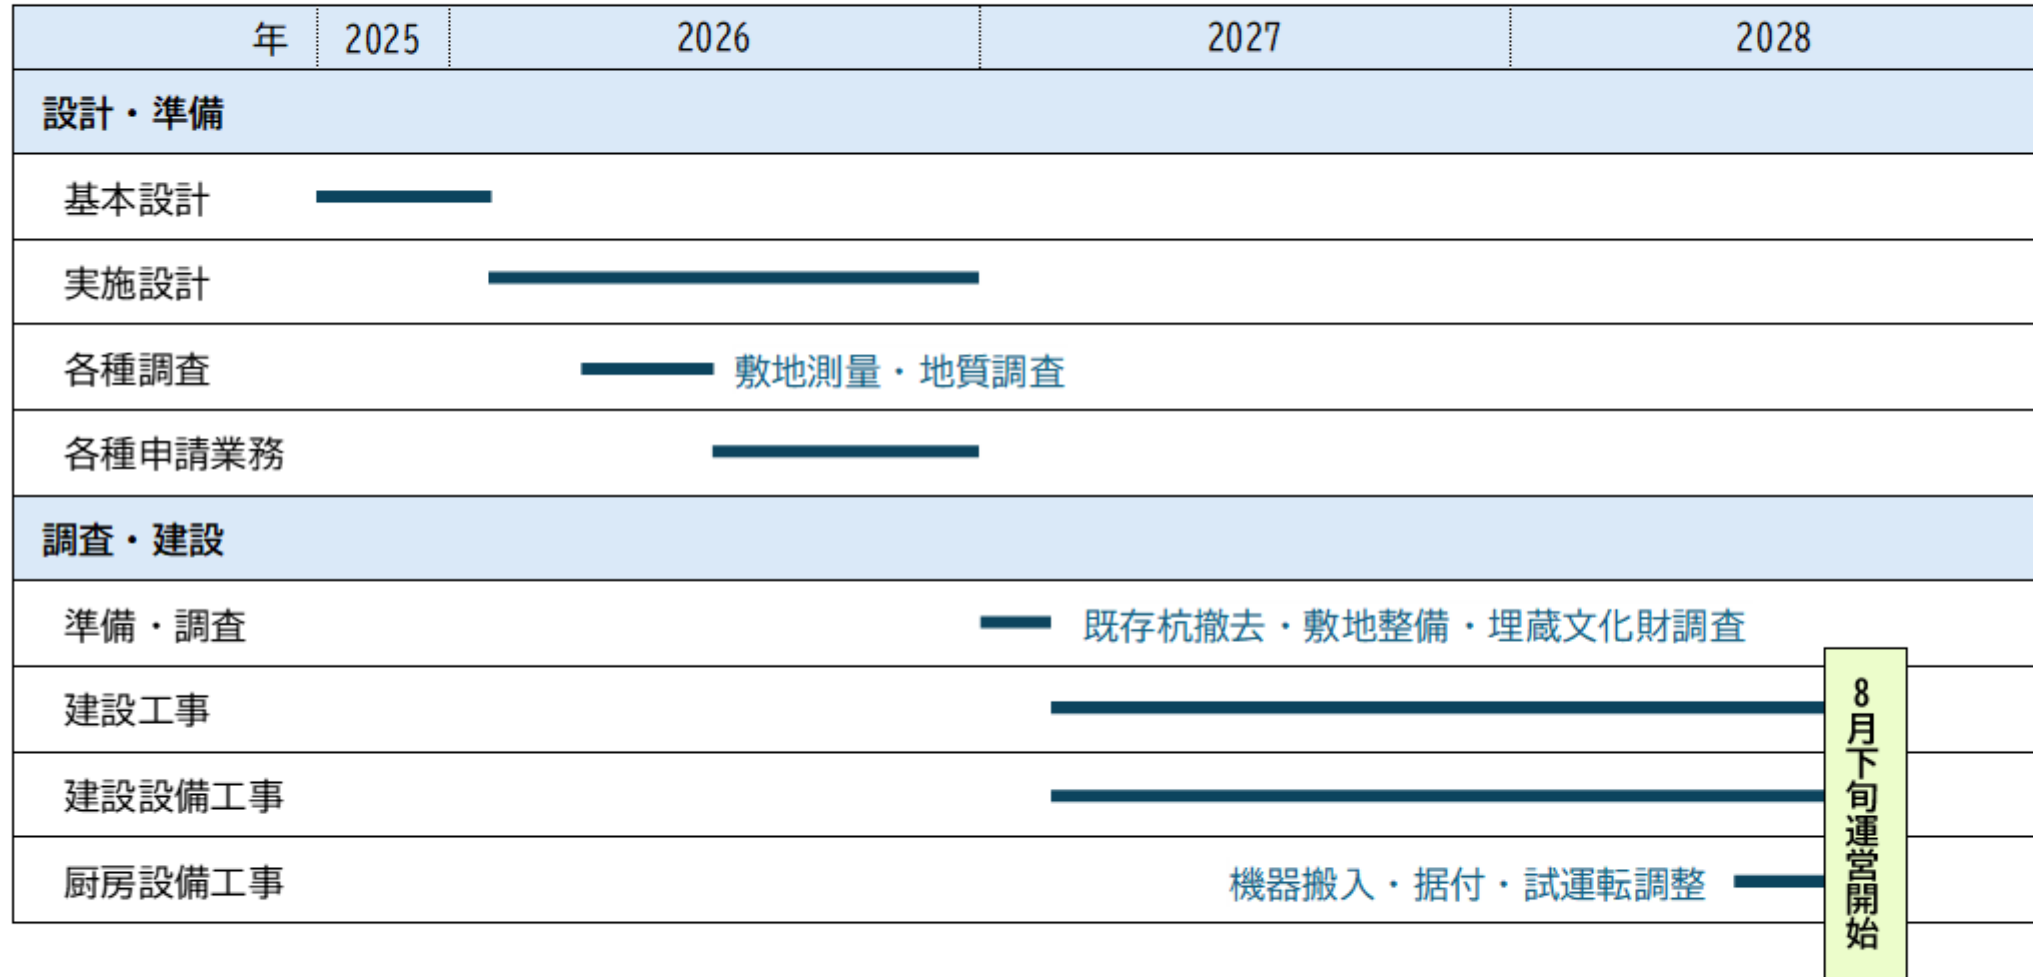 年 2025 2026 2027 2028
設計・準備
基本設計
実施設計
各種調査 敷地測量・地質調査
各種申請業務
調査・建設
準備・調査 既存杭撤去・敷地整備・埋蔵文化財調査
建設工事
建設設備工事
厨房設備工事 機器搬入・据付・試運転調整
8月下旬運営開始